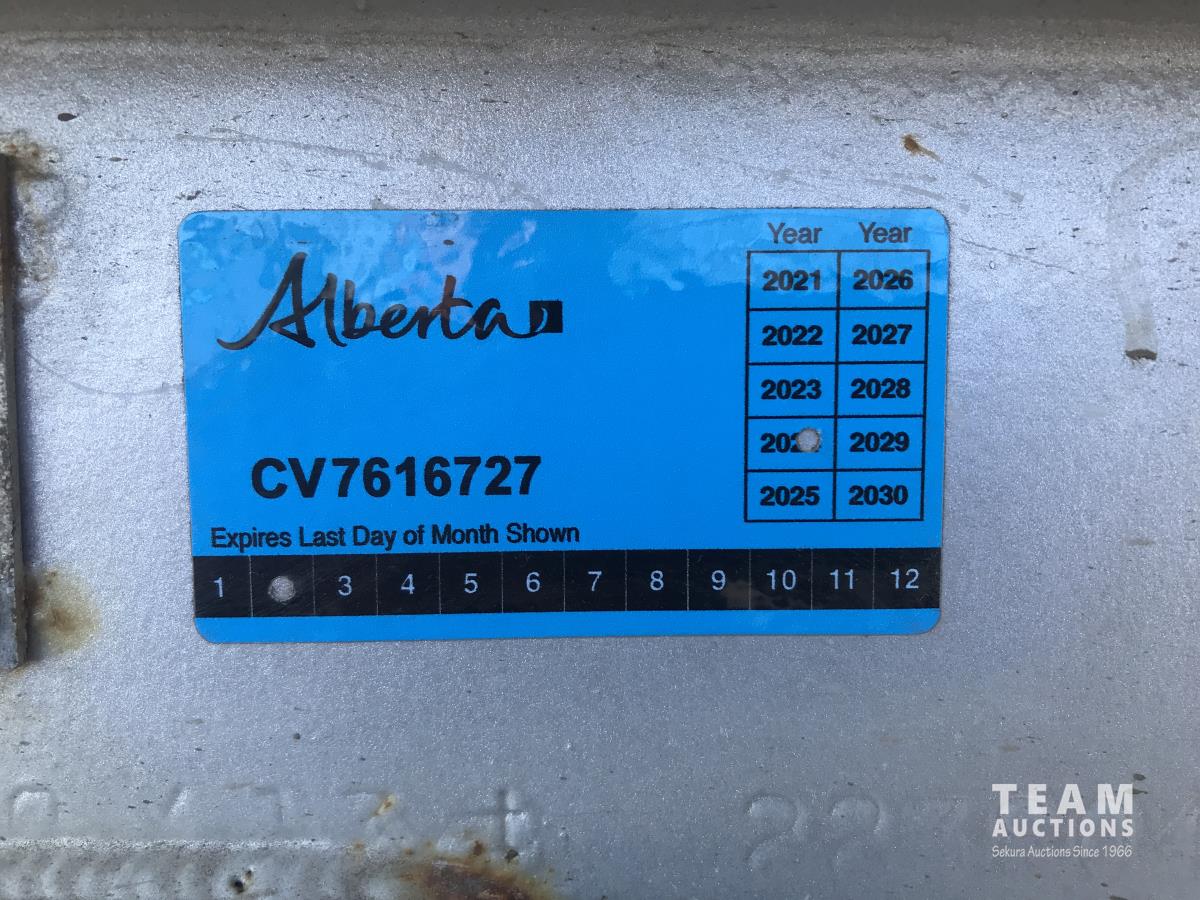 Alberta
Year Year
2021 2026
2022 2027
2023 2028
2029
2025 2030
CV7616727
Expires Last Day of Month Shown
1 3 4 5 6 7 8 9 10 11 12
TEAM
AUCTIONS
Sekura Auctions Since 1966